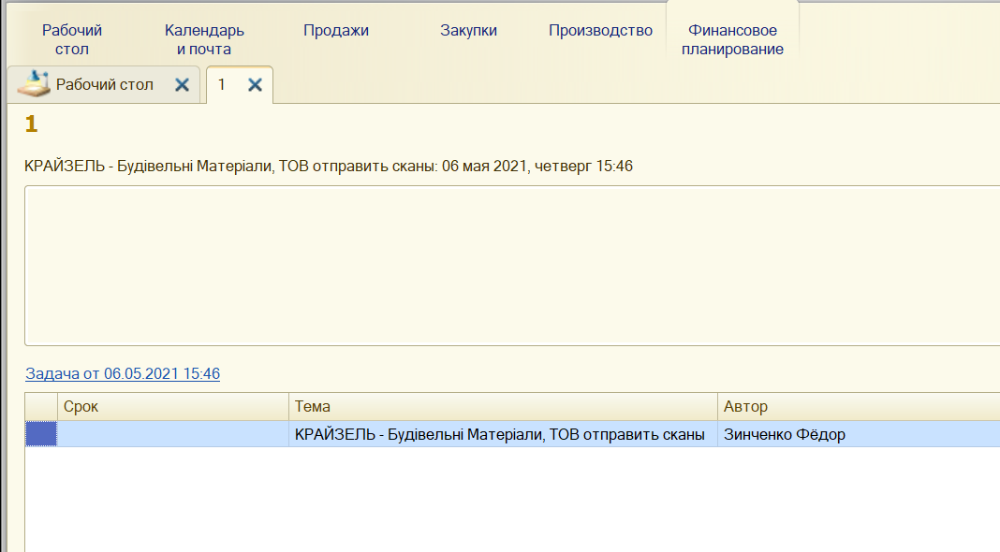 Рабочий стол
Календарь и почта
Продажи
Закупки
Производство
Финансовое планирование
Рабочий стол
1
1
КРАЙЗЕЛЬ - Будівельні Матеріали, ТОВ отправить сканы: 06 мая 2021, четверг 15:46
Задача от 06.05.2021 15:46
Срок Тема Автор
КРАЙЗЕЛЬ - Будівельні Матеріали, ТОВ отправить сканы Зинченко Фёдор